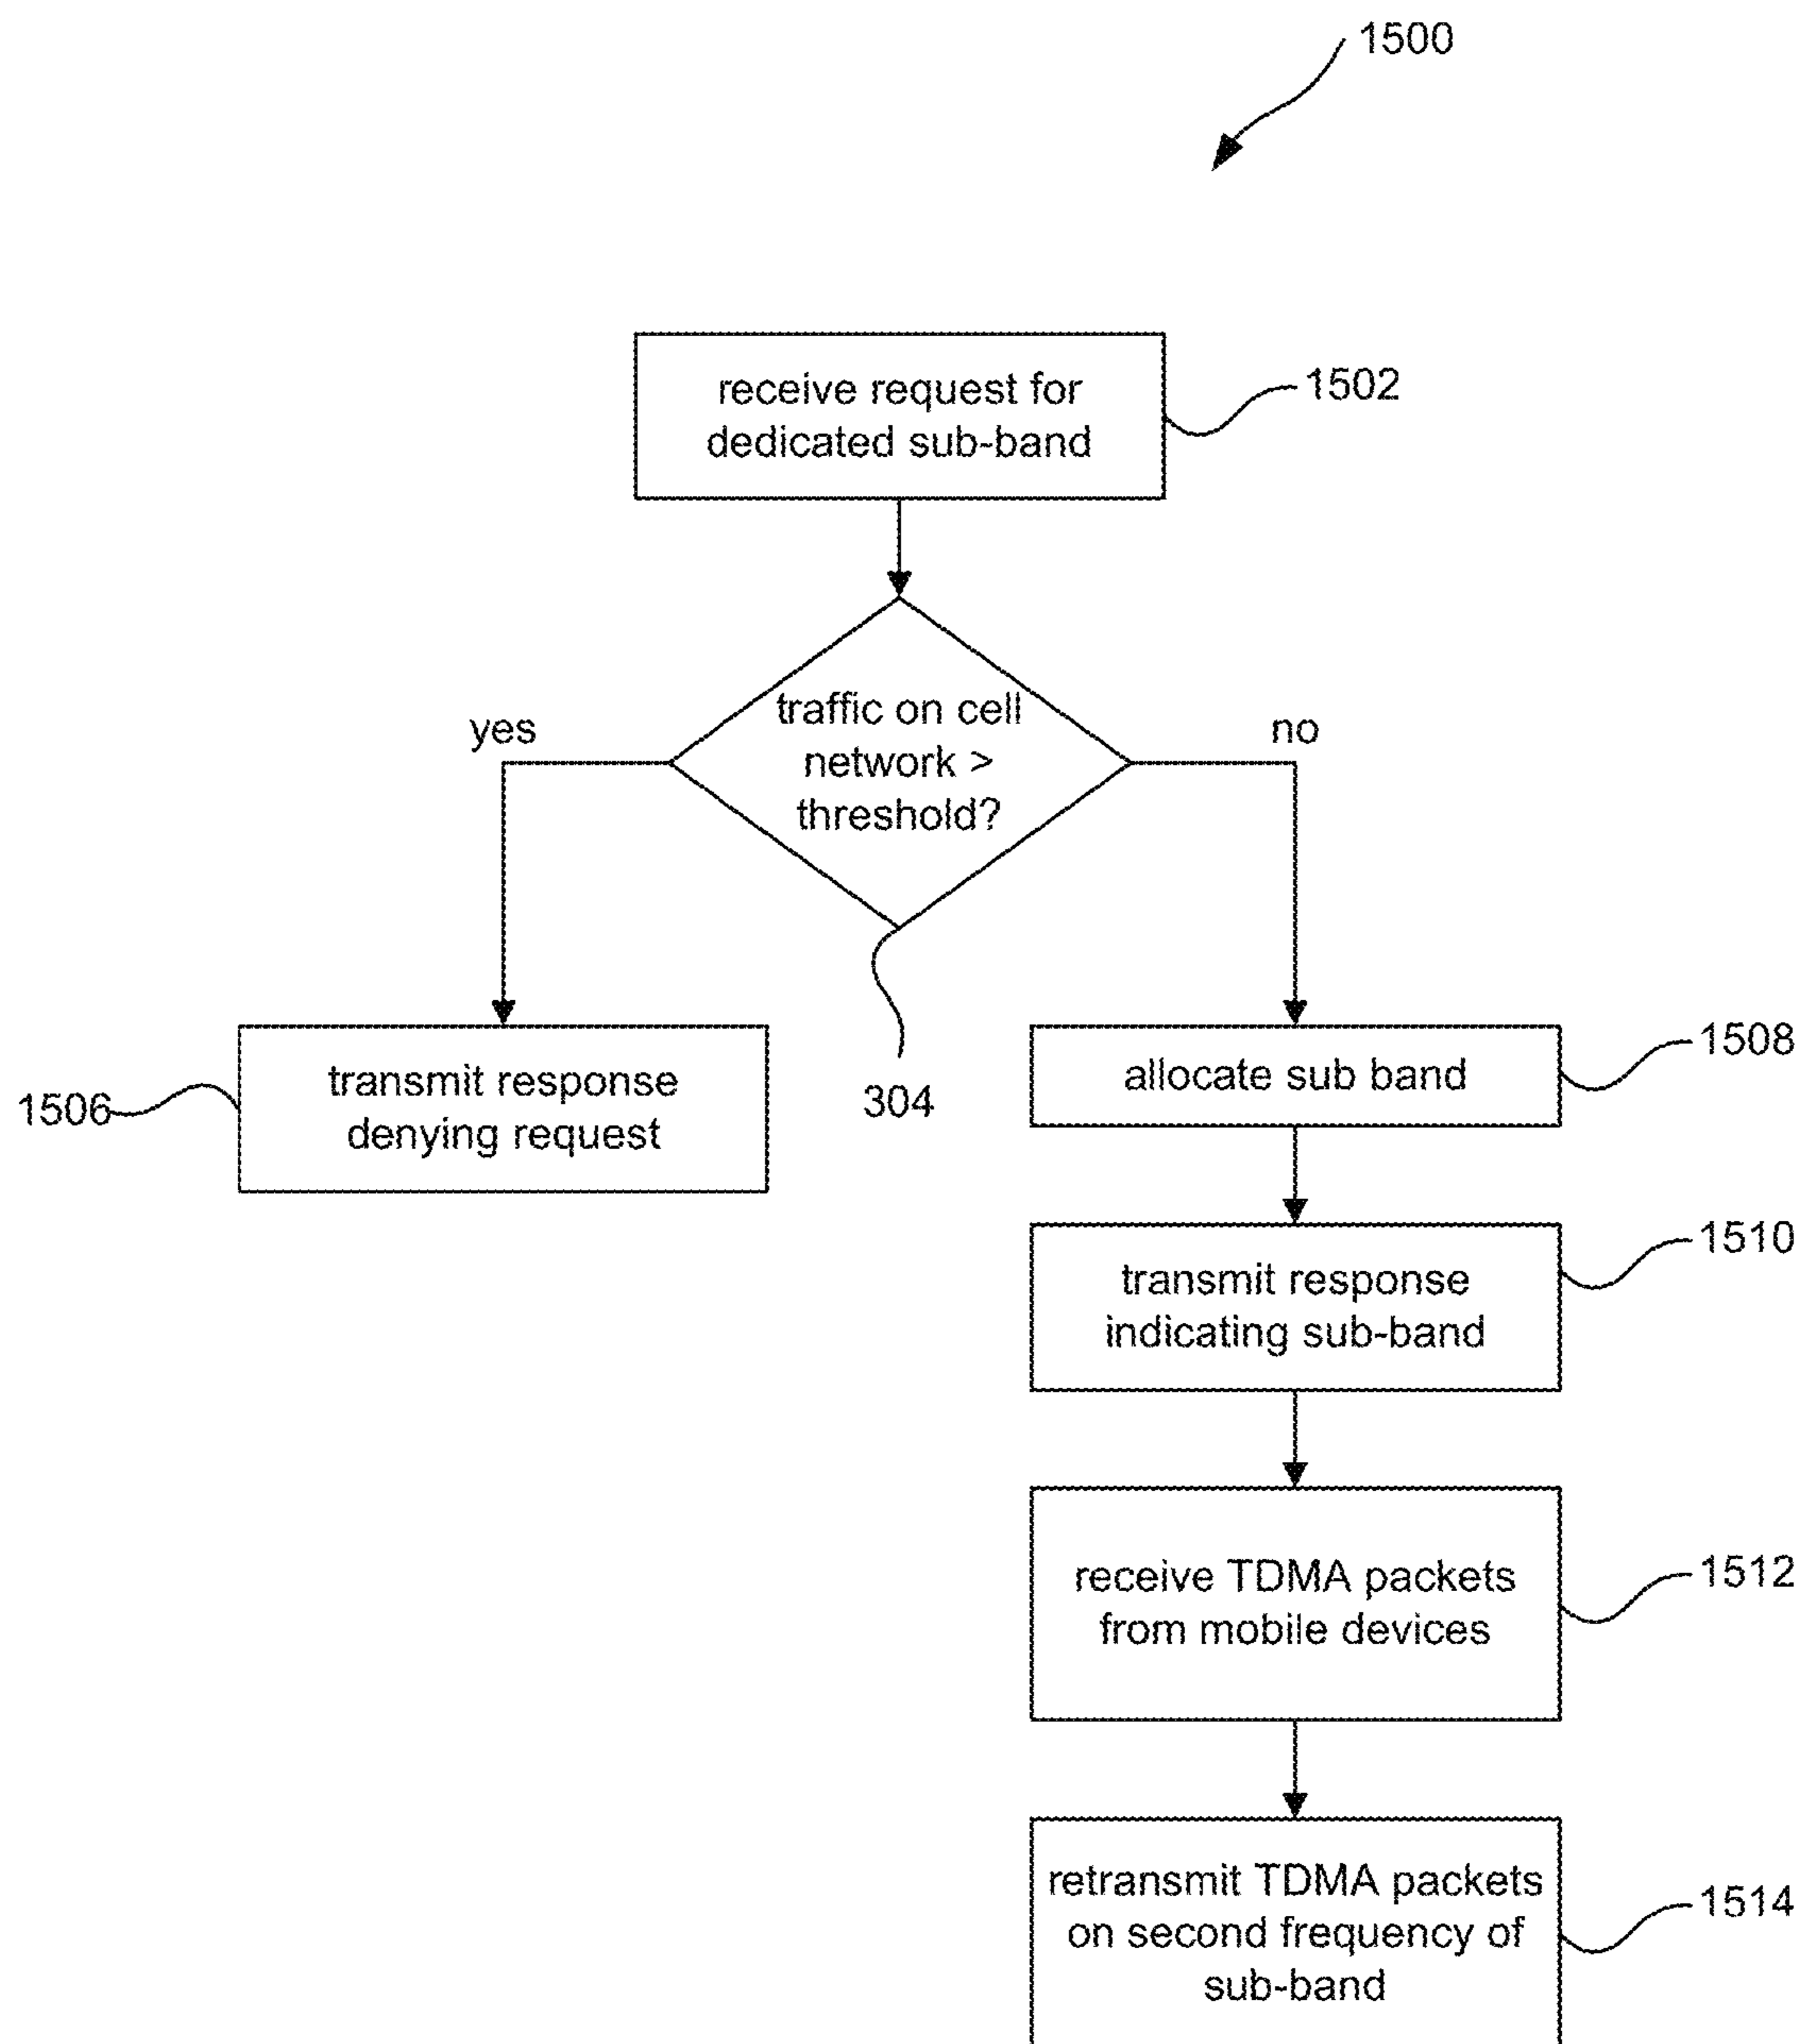 1500
receive request for
dedicated sub-band
1502
traffic on cell
network >
threshold?
yes
no
304
transmit response
denying request
1506
allocate sub band
1508
transmit response
indicating sub-band
1510
receive TDMA packets
from mobile devices
1512
retransmit TDMA packets
on second frequency of
sub-band
1514